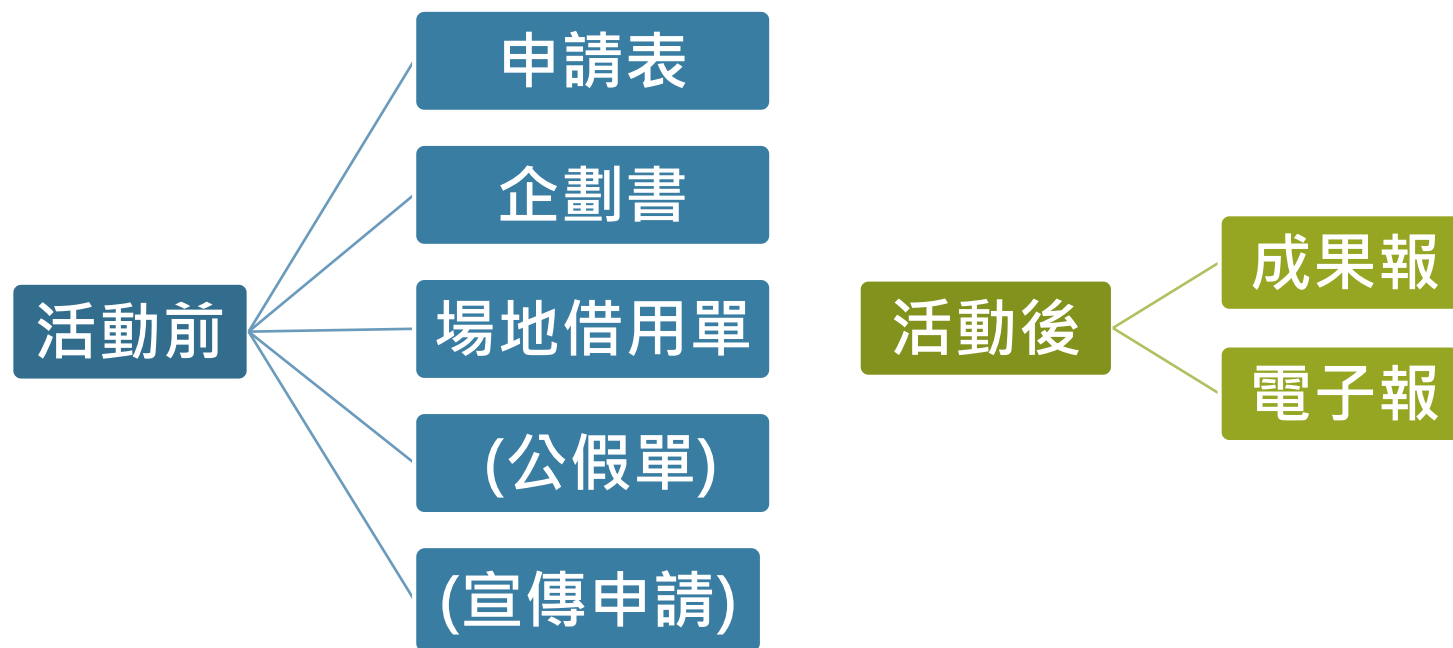 活動前
申請表
企劃書
場地借用單
(公假單)
(宣傳申請)
活動後
成果報
電子報